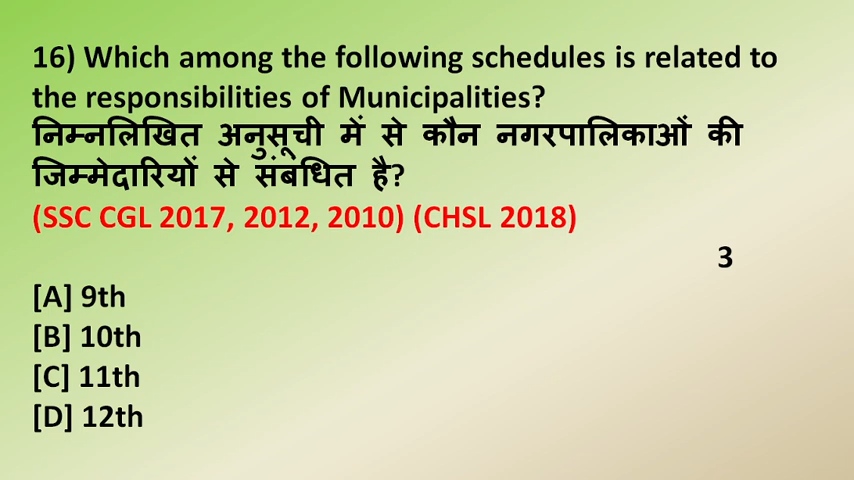 16) Which among the following schedules is related to
the responsibilities of Municipalities?
निम्नलिखित अनुसूची में से कौन नगरपालिकाओं की
जिम्मेदारियों से संबंधित है?
(SSC CGL 2017, 2012, 2010) (CHSL 2018)
3
[A] 9th
[B] 10th
[C] 11th
[D] 12th